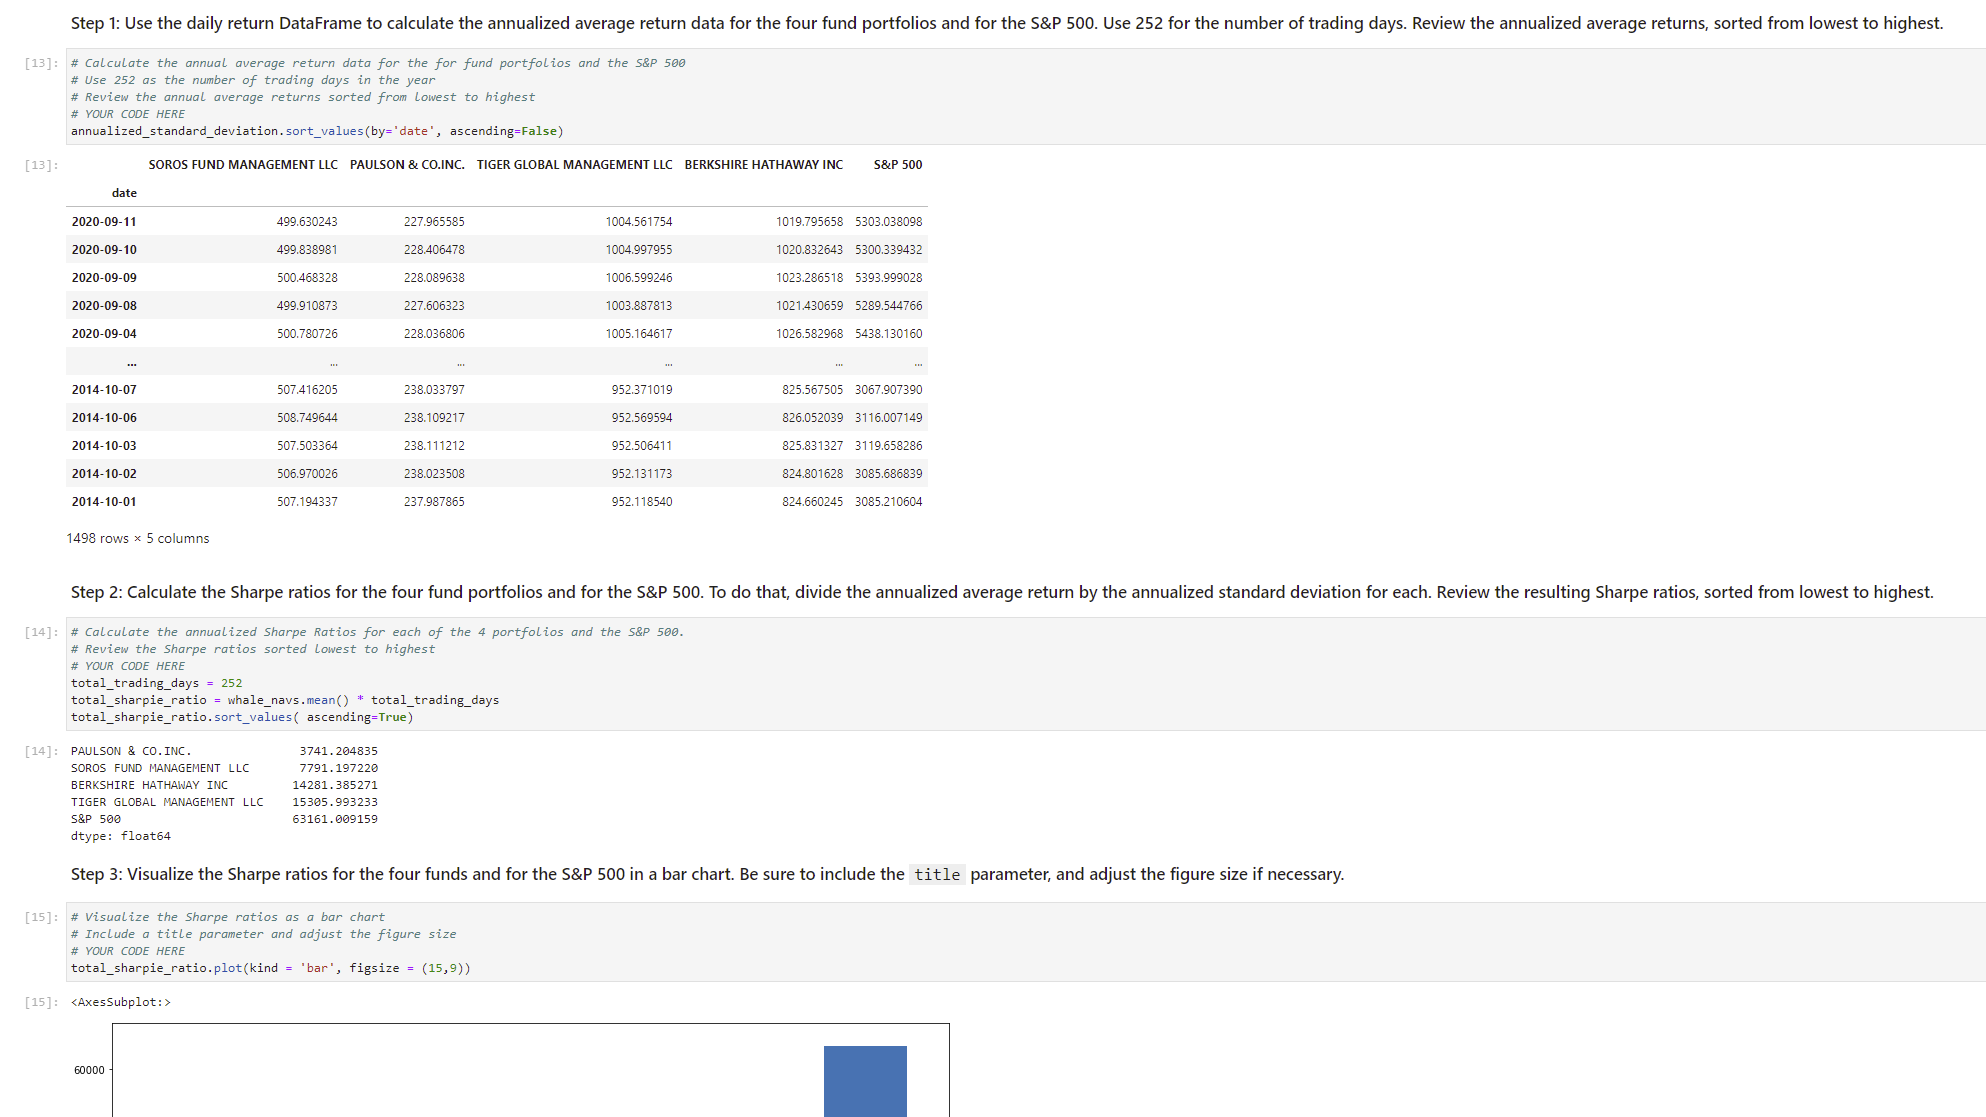 Step 1: Use the daily return DataFrame to calculate the annualized average return data for the four fund portfolios and for the S&P 500. Use 252 for the number of trading days. Review the annualized average returns, sorted from lowest to highest.
[13]: # Calculate the annual average return data for the for fund portfolios and the S&P 500
# Use 252 as the number of trading days in the year
# Review the annual average returns sorted from lowest to highest
# YOUR CODE HERE
annualized_standard_deviation.sort_values(by='date', ascending=False)
[13]: SOROS FUND MANAGEMENT LLC PAULSON & CO.INC. TIGER GLOBAL MANAGEMENT LLC BERKSHIRE HATHAWAY INC S&P 500
date
2020-09-11 499.630243 227.965585 1004.561754 1019.795658 5303.038098
2020-09-10 499.838981 228.406478 1004.997955 1020.832643 5300.339432
2020-09-09 500.468328 228.089638 1006.599246 1023.286518 5393.999028
2020-09-08 499.910873 227.606323 1003.887813 1021.430659 5289.544766
2020-09-04 500.780726 228.036806 1005.164617 1026.582968 5438.130160
... ... ... ... ... ...
2014-10-07 507.416205 238.033797 952.371019 825.567505 3067.907390
2014-10-06 508.749644 238.109217 952.569594 826.052039 3116.007149
2014-10-03 507.503364 238.111212 952.506411 825.831327 3119.658286
2014-10-02 506.970026 238.023508 952.131173 824.801628 3085.686839
2014-10-01 507.194337 237.987865 952.118540 824.660245 3085.210604
1498 rows × 5 columns
Step 2: Calculate the Sharpe ratios for the four fund portfolios and for the S&P 500. To do that, divide the annualized average return by the annualized standard deviation for each. Review the resulting Sharpe ratios, sorted from lowest to highest.
[14]: # Calculate the annualized Sharpe Ratios for each of the 4 portfolios and the S&P 500.
# Review the Sharpe ratios sorted lowest to highest
# YOUR CODE HERE
total_trading_days = 252
total_sharpie_ratio = whale_navs.mean() * total_trading_days
total_sharpie_ratio.sort_values( ascending=True)
[14]: PAULSON & CO.INC. 3741.204835
SOROS FUND MANAGEMENT LLC 7791.197220
BERKSHIRE HATHAWAY INC 14281.385271
TIGER GLOBAL MANAGEMENT LLC 15305.993233
S&P 500 63161.009159
dtype: float64
Step 3: Visualize the Sharpe ratios for the four funds and for the S&P 500 in a bar chart. Be sure to include the title parameter, and adjust the figure size if necessary.
[15]: # Visualize the Sharpe ratios as a bar chart
# Include a title parameter and adjust the figure size
# YOUR CODE HERE
total_sharpie_ratio.plot(kind = 'bar', figsize = (15,9))
[15]: <AxesSubplot:>
60000